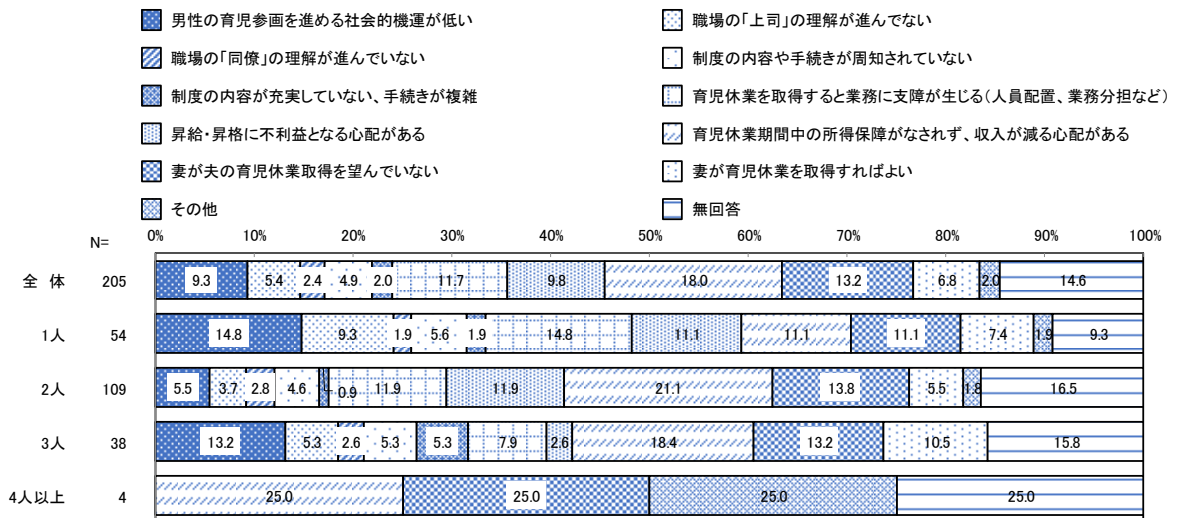 男性の育児参画を進める社会的機運が低い 職場の「上司」の理解が進んでない
職場の「同僚」の理解が進んでいない 制度の内容や手続きが周知されていない
制度の内容が充実していない、手続きが複雑 育児休業を取得すると業務に支障が生じる（人員配置、業務分担など）
昇給・昇格に不利益となる心配がある 育児休業期間中の所得保障がなされず、収入が減る心配がある
妻が夫の育児休業取得を望んでいない 妻が育児休業を取得すればよい
その他 無回答
N= 0% 10% 20% 30% 40% 50% 60% 70% 80% 90% 100%
全 体 205 9.3 5.4 2.4 4.9 2.0 11.7 9.8 18.0 13.2 6.8 2.0 14.6
1人 54 14.8 9.3 1.9 5.6 1.9 14.8 11.1 11.1 11.1 7.4 1.9 9.3
2人 109 5.5 3.7 2.8 4.6 0.9 11.9 11.9 21.1 13.8 5.5 1.8 16.5
3人 38 13.2 5.3 2.6 5.3 5.3 7.9 2.6 18.4 13.2 10.5 15.8
4人以上 4 25.0 25.0 25.0 25.0